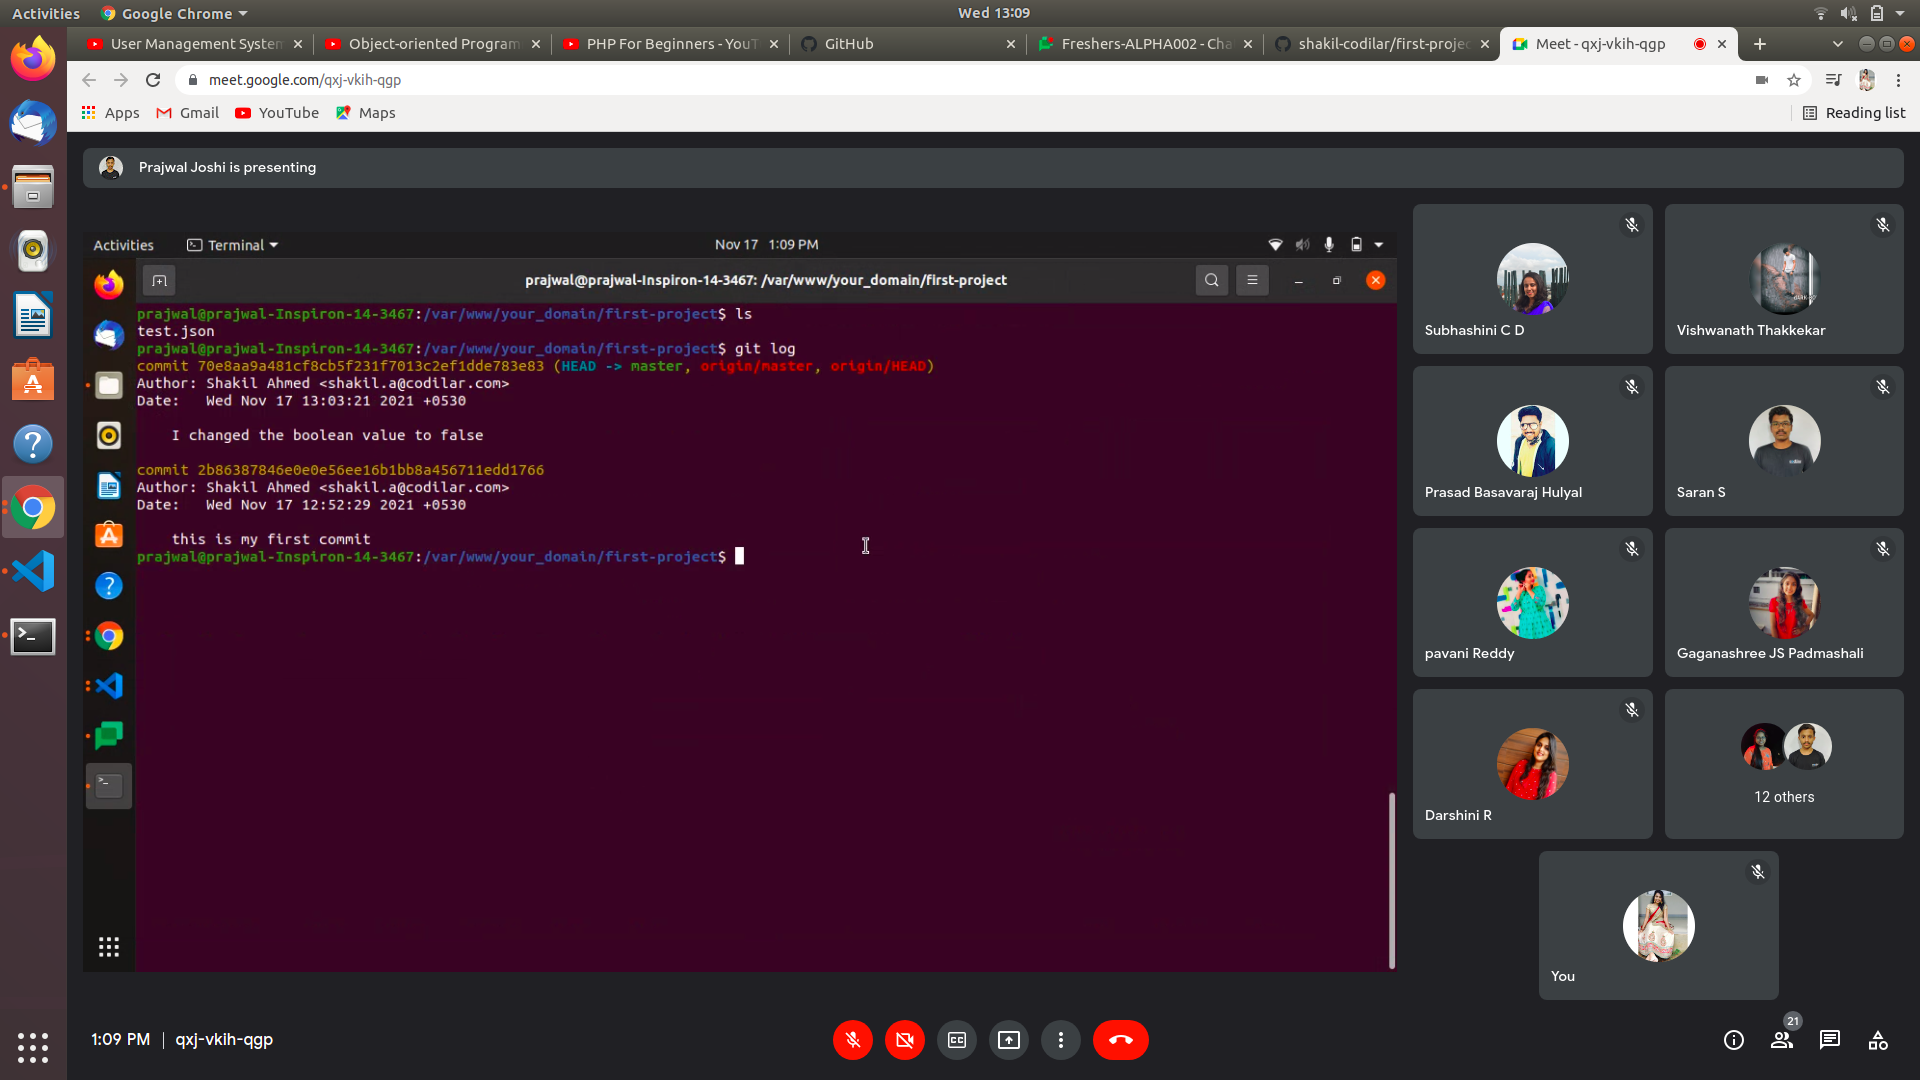 Activities
Google Chrome
Wed 13:09
User Management System
Object-oriented Program
PHP For Beginners - YouT
GitHub
Freshers-ALPHA002 - Cha
shakil-codilar/first-projec
Meet - qxj-vkih-qgp
meet.google.com/qxj-vkih-qgp
Apps
Gmail
YouTube
Maps
Reading list
Prajwal Joshi is presenting
Activities
Terminal
Nov 17 1:09 PM
prajwal@prajwal-Inspiron-14-3467: /var/www/your_domain/first-project
prajwal@prajwal-Inspiron-14-3467:/var/www/your_domain/first-project$ ls
test.json
prajwal@prajwal-Inspiron-14-3467:/var/www/your_domain/first-project$ git log
commit 70e8aa9a481cf8cb5f231f7013c2ef1dde783e83 (HEAD -> master, origin/master, origin/HEAD)
Author: Shakil Ahmed <shakil.a@codilar.com>
Date: Wed Nov 17 13:03:21 2021 +0530
I changed the boolean value to false
commit 2b86387846e0e0e56ee16b1bb8a456711edd1766
Author: Shakil Ahmed <shakil.a@codilar.com>
Date: Wed Nov 17 12:52:29 2021 +0530
this is my first commit
prajwal@prajwal-Inspiron-14-3467:/var/www/your_domain/first-project$
Subhashini C D
Vishwanath Thakkekar
Prasad Basavaraj Hulyal
Saran S
pavani Reddy
Gaganashree JS Padmashali
Darshini R
12 others
You
1:09 PM
qxj-vkih-qgp
21